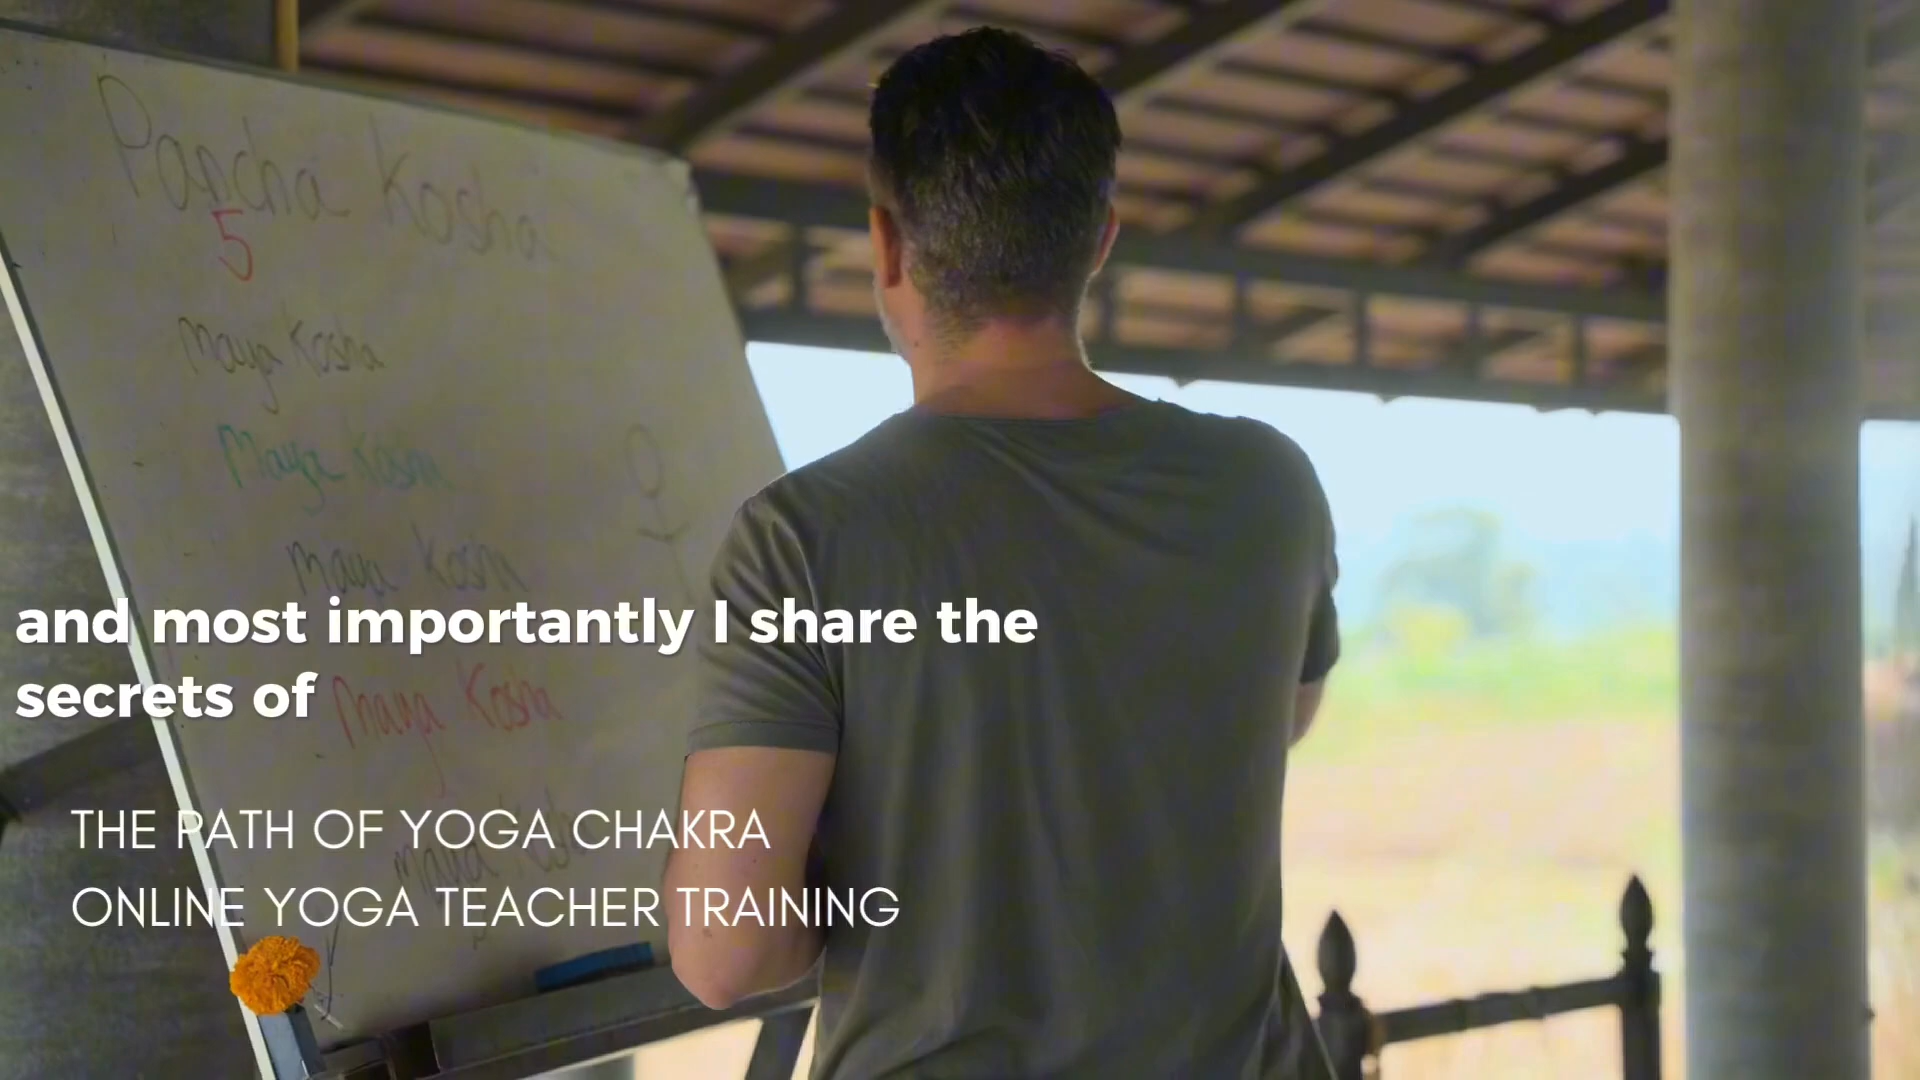 Pancha Kosha
5
Maya Kosha
Maya Kosha
Maya Kosha
and most importantly I share the
secrets of
Maya Kosha
THE PATH OF YOGA CHAKRA
Maya
ONLINE YOGA TEACHER TRAINING